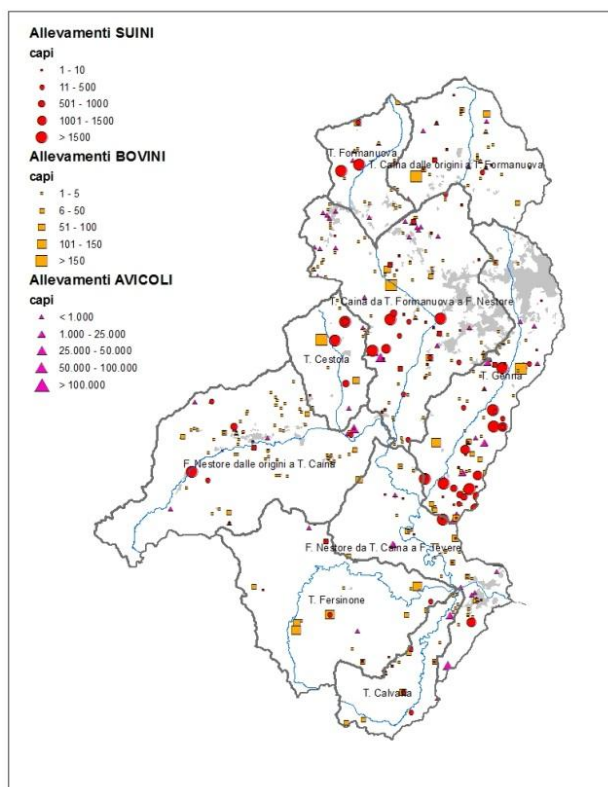 Allevamenti SUINI
capi
1 - 10
11 - 500
501 - 1000
1001 - 1500
> 1500
Allevamenti BOVINI
capi
1 - 5
6 - 50
51 - 100
101 - 150
> 150
Allevamenti AVICOLI
capi
< 1.000
1.000 - 25.000
25.000 - 50.000
50.000 - 100.000
> 100.000
T. Formanuova
T. Caina dalle origini a T. Formanuova
T. Caina da T. Formanuova a F. Nestore
T. Cestola
T. Genna
F. Nestore dalle origini a T. Caina
F. Nestore da T. Caina a F. Tevere
T. Fersinone
T. Calvana